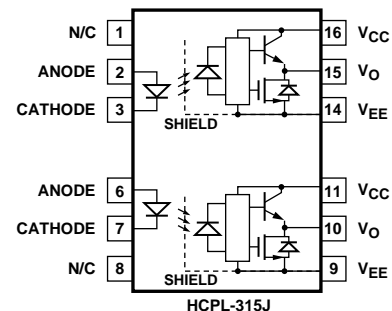 N/C 1 16 VCC
ANODE 2 15 VO
CATHODE 3 14 VEE
SHIELD
ANODE 6 11 VCC
CATHODE 7 10 VO
N/C 8 9 VEE
SHIELD
HCPL-315J